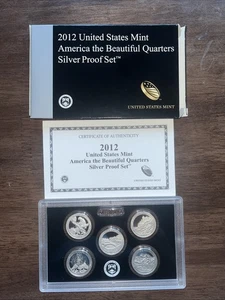 2012 United States Mint
America the Beautiful Quarters
Silver Proof Set™
UNITED STATES MINT
CERTIFICATE OF AUTHENTICITY
2012
United States Mint
America the Beautiful Quarters
Silver Proof Set™